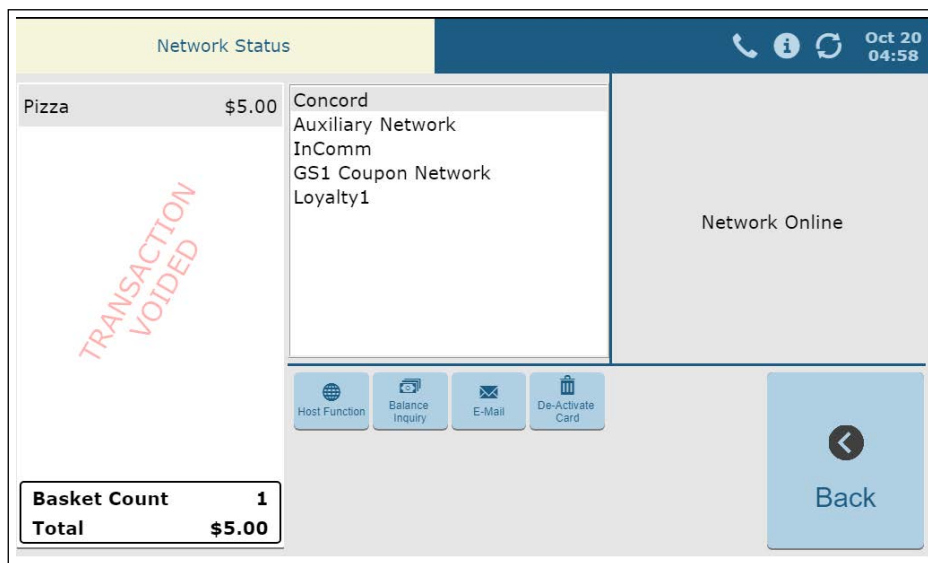 Network Status
Oct 20
04:58
Pizza $5.00
TRANSACTION
VOIDED
Basket Count 1
Total $5.00
Concord
Auxiliary Network
InComm
GS1 Coupon Network
Loyalty1
Network Online
Host Function
Balance
Inquiry
E-Mail
De-Activate
Card
Back